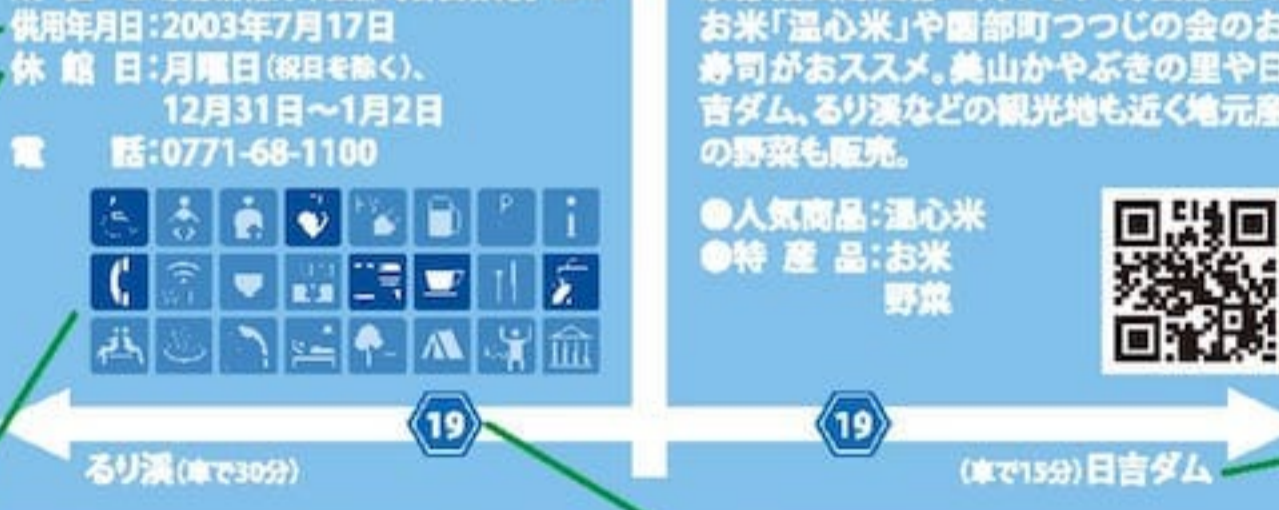 供用年月日：2003年7月17日
休館日：月曜日（祝日を除く）、
12月31日～1月2日
電話：0771-68-1100
P
i
19
るり渓（車で30分）
お米「温心米」や園部町つつじの会のお
寿司がおススメ。美山かやぶきの里や日
吉ダム、るり渓などの観光地も近く地元産
の野菜も販売。
●人気商品：温心米
●特産品：お米
野菜
19
（車で15分）日吉ダム